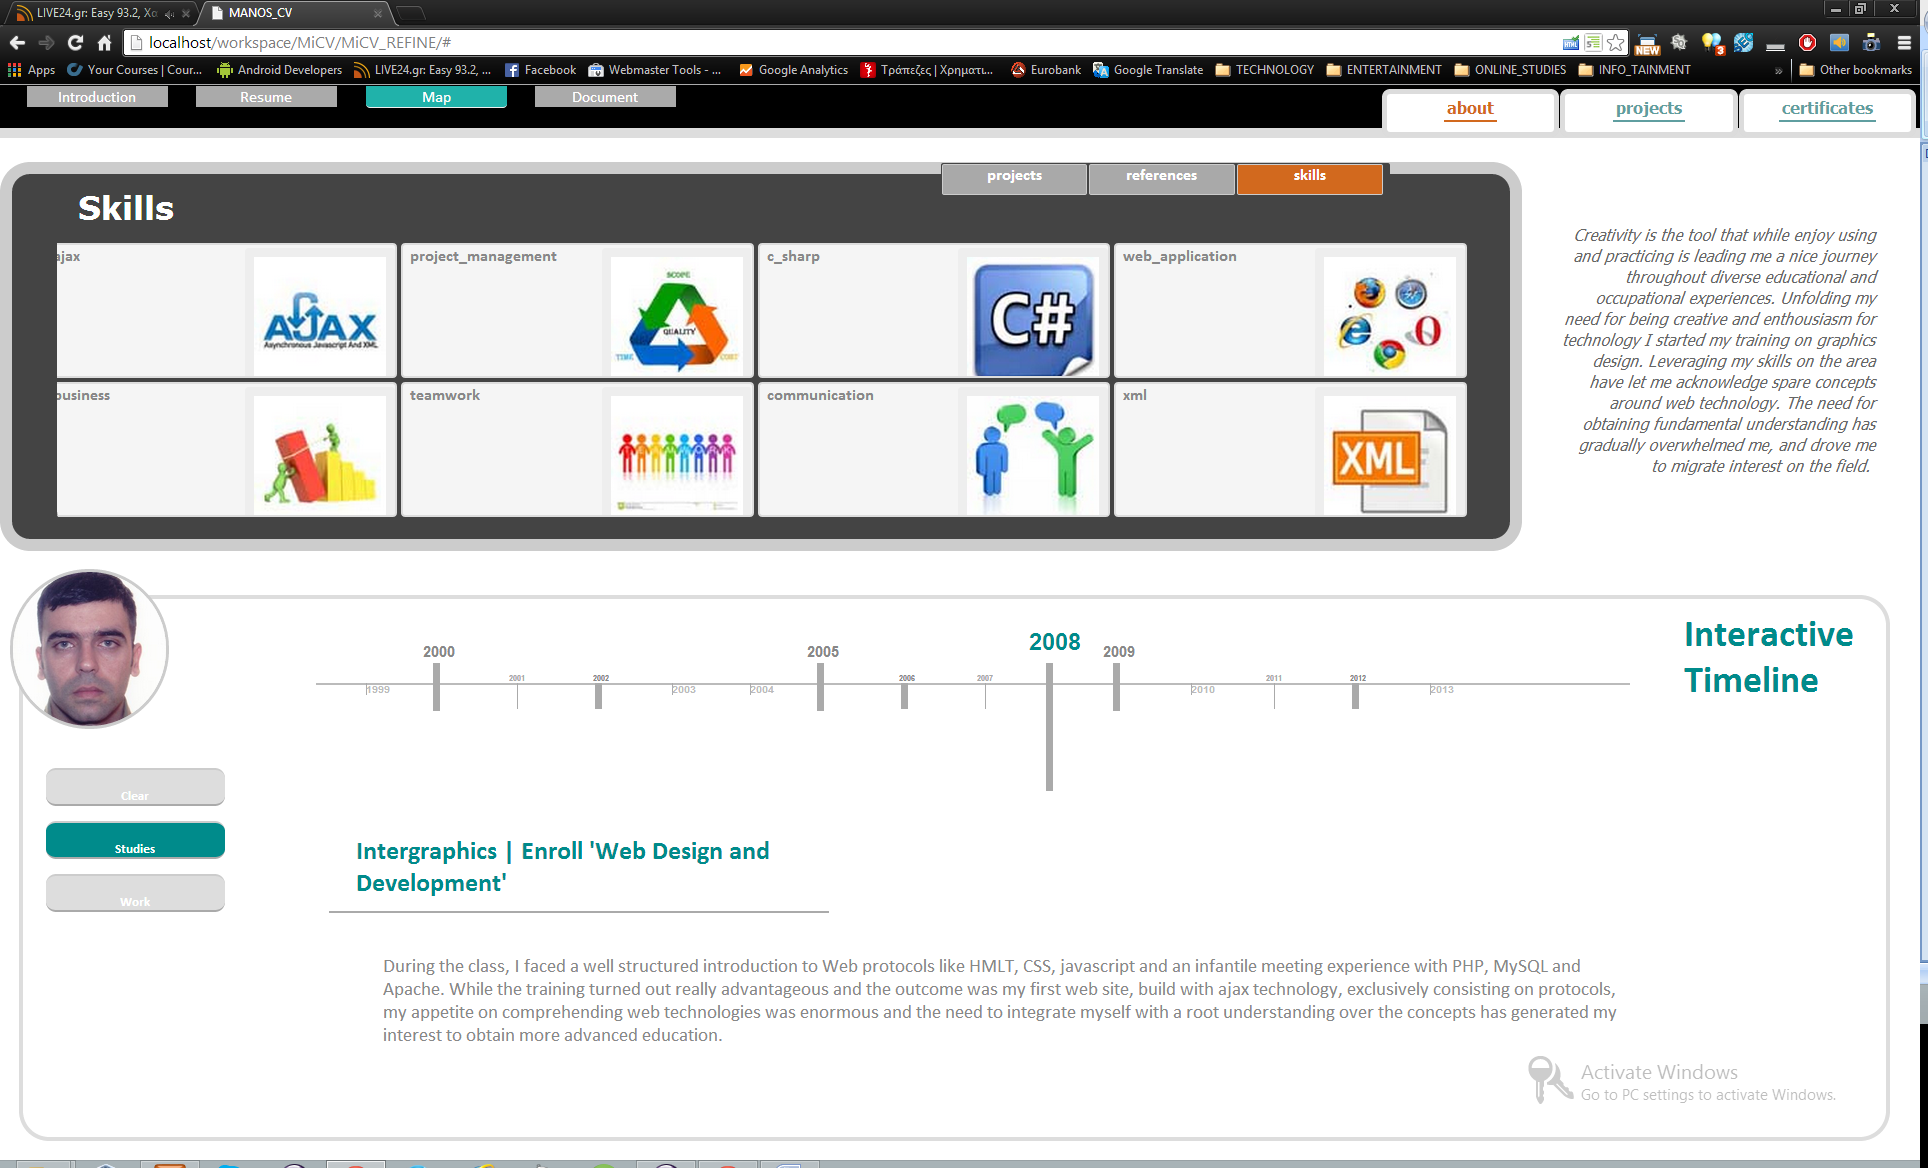 LIVE24.gr: Easy 93.2, Χο
MANOS_CV
localhost/workspace/MiCV/MiCV_REFINE/#
NEW
3
Apps
Your Courses | Cour...
Android Developers
LIVE24.gr: Easy 93.2, ...
Facebook
Webmaster Tools - ...
Google Analytics
Τράπεζες | Χρηματι...
Eurobank
Google Translate
TECHNOLOGY
ENTERTAINMENT
ONLINE_STUDIES
INFO_TAINMENT
»
Other bookmarks
Introduction
Resume
Map
Document
about
projects
certificates
projects
references
skills
Skills
ajax
AJAX
Asynchronous Javascript And XML
project_management
SCOPE
QUALITY
TIME
COST
c_sharp
C#
web_application
business
teamwork
communication
xml
XML
Creativity is the tool that while enjoy using
and practicing is leading me a nice journey
throughout diverse educational and
occupational experiences. Unfolding my
need for being creative and enthousiasm for
technology I started my training on graphics
design. Leveraging my skills on the area
have let me acknowledge spare concepts
around web technology. The need for
obtaining fundamental understanding has
gradually overwhelmed me, and drove me
to migrate interest on the field.
Interactive
Timeline
1999
2000
2001
2002
2003
2004
2005
2006
2007
2008
2009
2010
2011
2012
2013
Clear
Studies
Work
Intergraphics | Enroll 'Web Design and
Development'
During the class, I faced a well structured introduction to Web protocols like HMLT, CSS, javascript and an infantile meeting experience with PHP, MySQL and
Apache. While the training turned out really advantageous and the outcome was my first web site, build with ajax technology, exclusively consisting on protocols,
my appetite on comprehending web technologies was enormous and the need to integrate myself with a root understanding over the concepts has generated my
interest to obtain more advanced education.
Activate Windows
Go to PC settings to activate Windows.